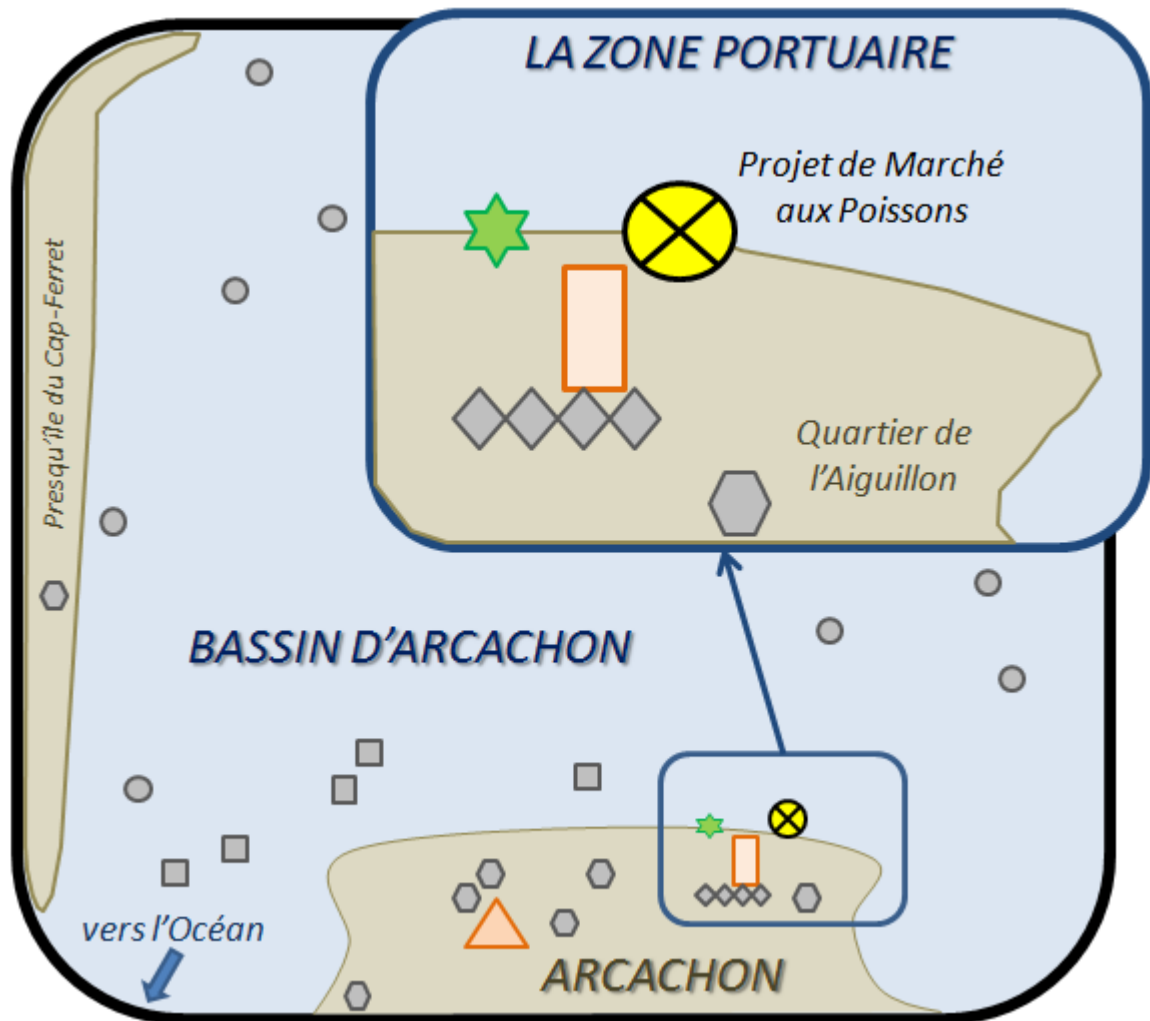 LA ZONE PORTUAIRE
Projet de Marché
aux Poissons
Quartier de
l'Aiguillon
Presqu'île du Cap-Ferret
BASSIN D'ARCACHON
vers l'Océan
ARCACHON